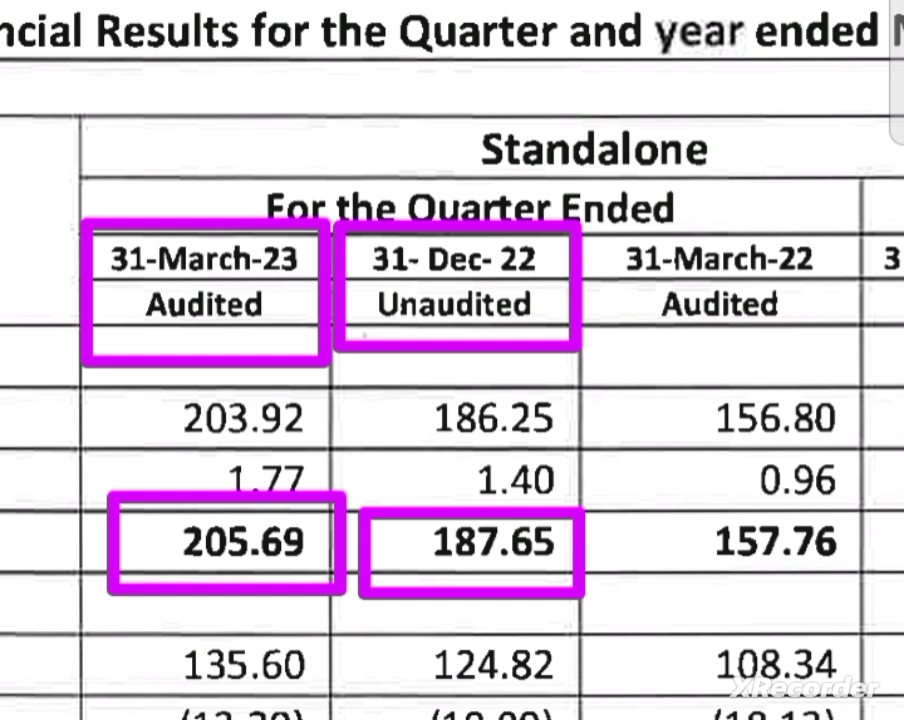 ncial Results for the Quarter and year ended
Standalone
For the Quarter Ended
31-March-23 31- Dec- 22 31-March-22 3
Audited Unaudited Audited
203.92 186.25 156.80
1.77 1.40 0.96
205.69 187.65 157.76
135.60 124.82 108.34
XRecorder